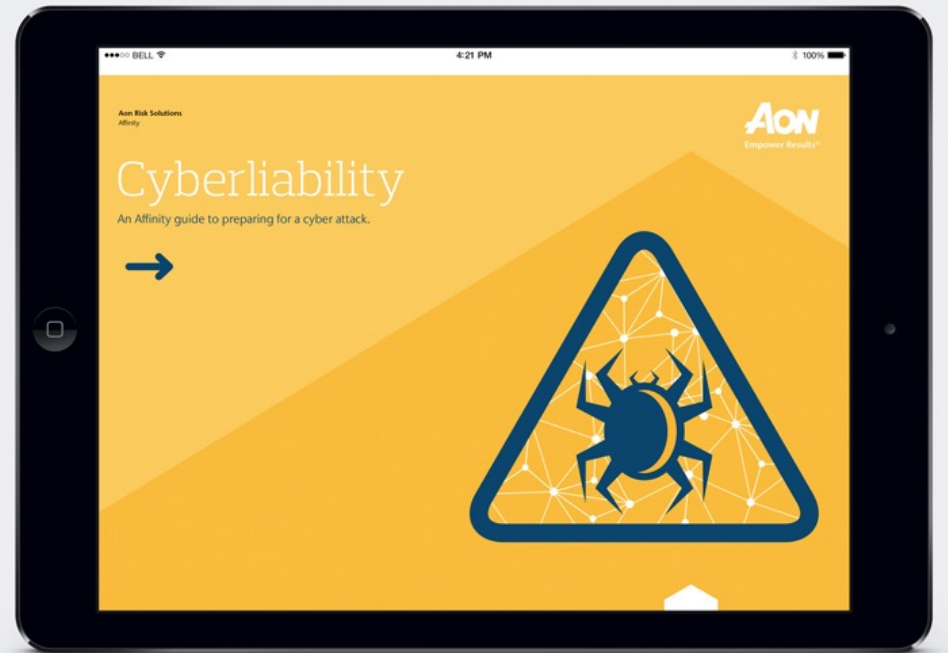 BELL
4:21 PM
100%
Aon Risk Solutions
Affinity
AON
Empower Results®
Cyberliability
An Affinity guide to preparing for a cyber attack.